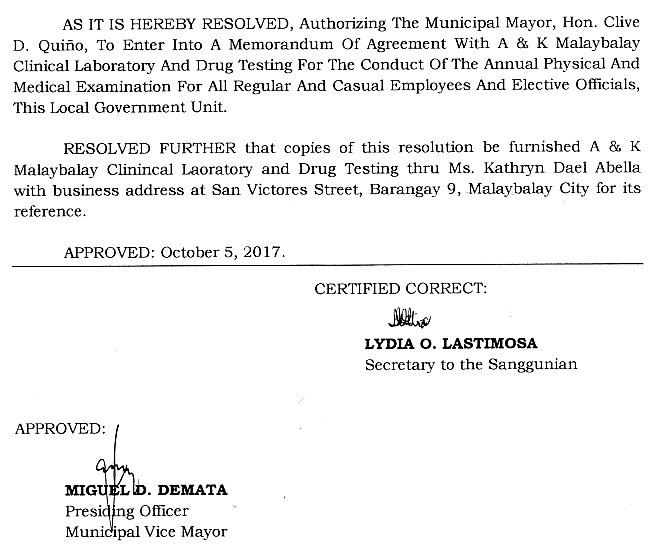 AS IT IS HEREBY RESOLVED, Authorizing The Municipal Mayor, Hon. Clive
D. Quiño, To Enter Into A Memorandum Of Agreement With A & K Malaybalay
Clinical Laboratory And Drug Testing For The Conduct Of The Annual Physical And
Medical Examination For All Regular And Casual Employees And Elective Officials,
This Local Government Unit.
RESOLVED FURTHER that copies of this resolution be furnished A & K
Malaybalay Clinincal Laoratory and Drug Testing thru Ms. Kathryn Dael Abella
with business address at San Victores Street, Barangay 9, Malaybalay City for its
reference.
APPROVED: October 5, 2017.
CERTIFIED CORRECT:
LYDIA O. LASTIMOSA
Secretary to the Sanggunian
APPROVED:
MIGUEL D. DEMATA
Presiding Officer
Municipal Vice Mayor